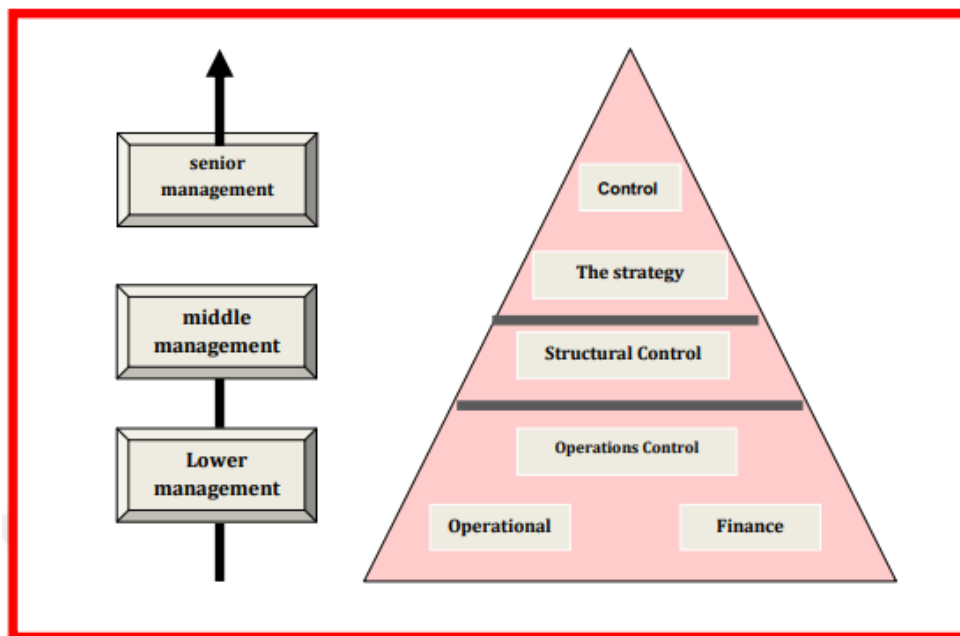 senior
management
Control
The strategy
middle
management
Structural Control
Lower
management
Operations Control
Operational
Finance